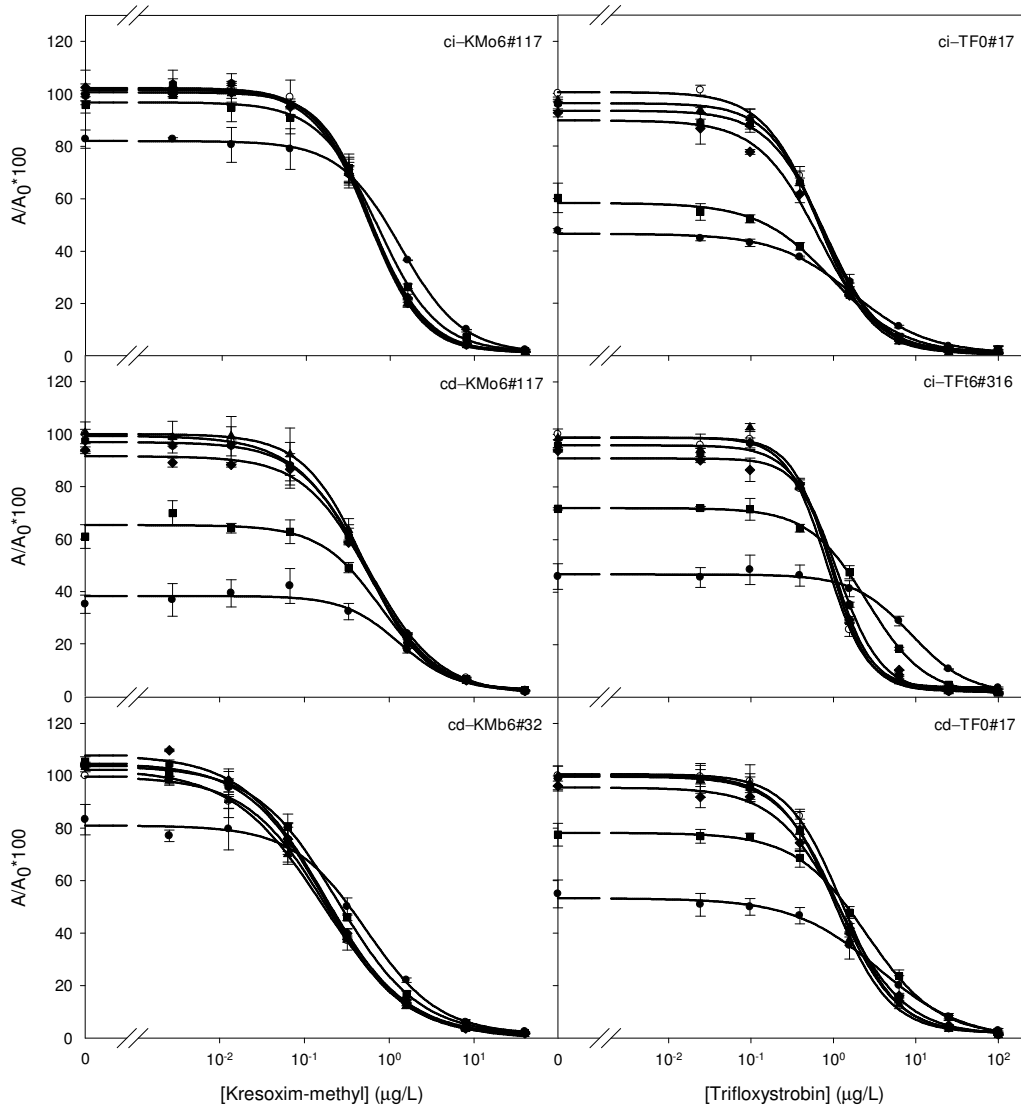 120
100
80
60
40
20
0
A/A0*100
ci–KMo6#117
ci–TF0#17
120
100
80
60
40
20
0
A/A0*100
cd–KMo6#117
ci–TFt6#316
120
100
80
60
40
20
0
A/A0*100
cd–KMb6#32
cd–TF0#17
0 10-2 10-1 100 101
0 10-2 10-1 100 101 102
[Kresoxim-methyl] (µg/L)
[Trifloxystrobin] (µg/L)